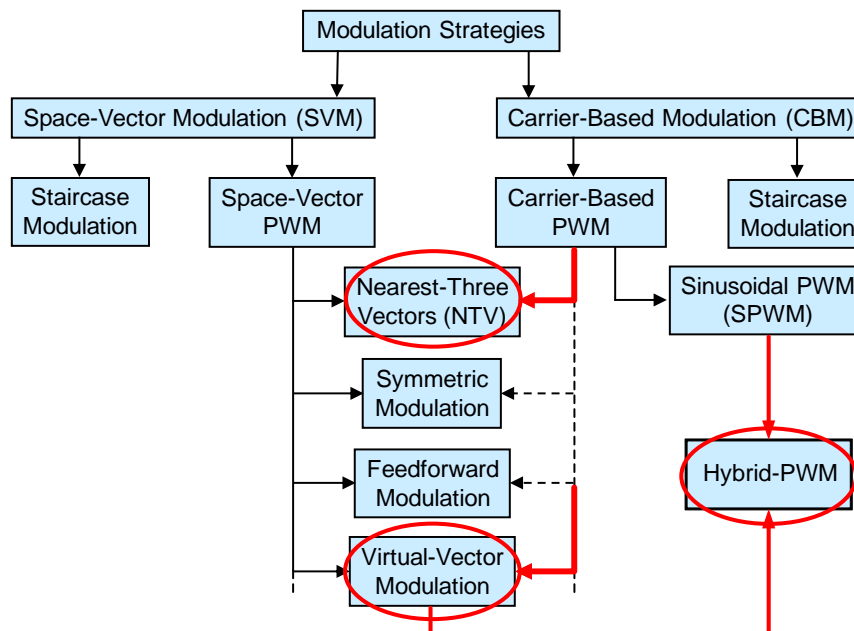 Modulation Strategies
Space-Vector Modulation (SVM)
Carrier-Based Modulation (CBM)
Staircase
Modulation
Space-Vector
PWM
Carrier-Based
PWM
Staircase
Modulation
Nearest-Three
Vectors (NTV)
Sinusoidal PWM
(SPWM)
Symmetric
Modulation
Feedforward
Modulation
Hybrid-PWM
Virtual-Vector
Modulation